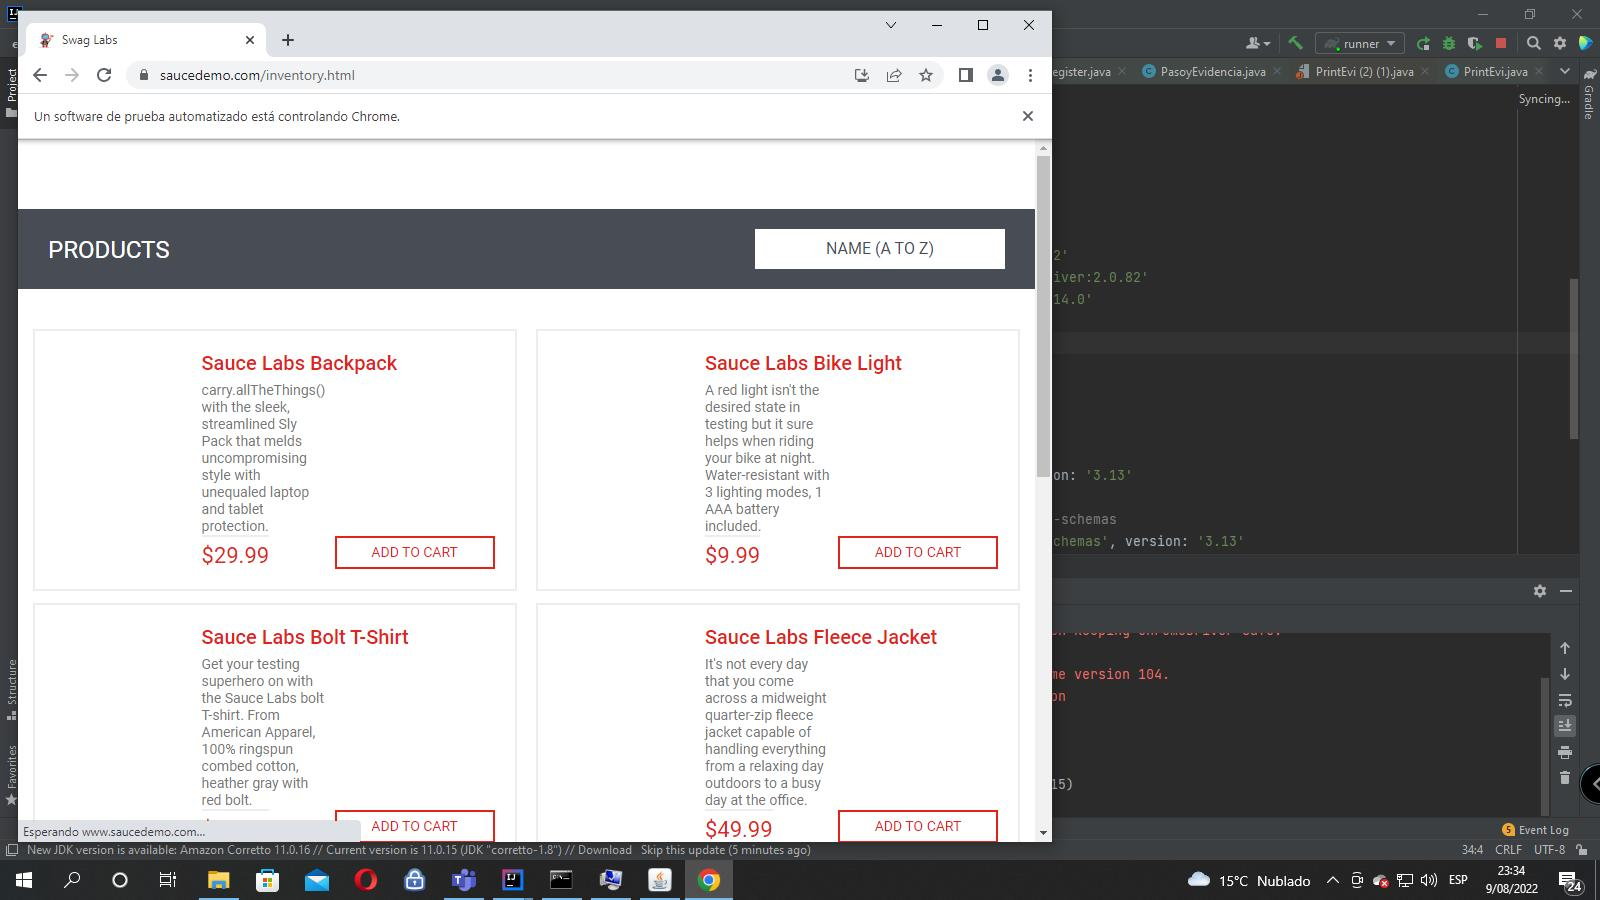 Swag Labs
saucedemo.com/inventory.html
Un software de prueba automatizado está controlando Chrome.
PRODUCTS
NAME (A TO Z)
Sauce Labs Backpack
carry.allTheThings()
with the sleek,
streamlined Sly
Pack that melds
uncompromising
style with
unequaled laptop
and tablet
protection.
$29.99
ADD TO CART
Sauce Labs Bike Light
A red light isn't the
desired state in
testing but it sure
helps when riding
your bike at night.
Water-resistant with
3 lighting modes, 1
AAA battery
included.
$9.99
ADD TO CART
Sauce Labs Bolt T-Shirt
Get your testing
superhero on with
the Sauce Labs bolt
T-shirt. From
American Apparel,
100% ringspun
combed cotton,
heather gray with
red bolt.
ADD TO CART
Sauce Labs Fleece Jacket
It's not every day
that you come
across a midweight
quarter-zip fleece
jacket capable of
handling everything
from a relaxing day
outdoors to a busy
day at the office.
$49.99
ADD TO CART
Esperando www.saucedemo.com...
runner
egister.java
PasoyEvidencia.java
PrintEvi (2) (1).java
PrintEvi.java
Syncing...
Project
Gradle
2'
iver:2.0.82'
14.0'
on: '3.13'
-schemas
chemas', version: '3.13'
me version 104.
on
15)
Structure
Favorites
5 Event Log
New JDK version is available: Amazon Corretto 11.0.16 // Current version is 11.0.15 (JDK "corretto-1.8") // Download Skip this update (5 minutes ago)
34:4 CRLF UTF-8
15°C Nublado
ESP
23:34
9/08/2022
24